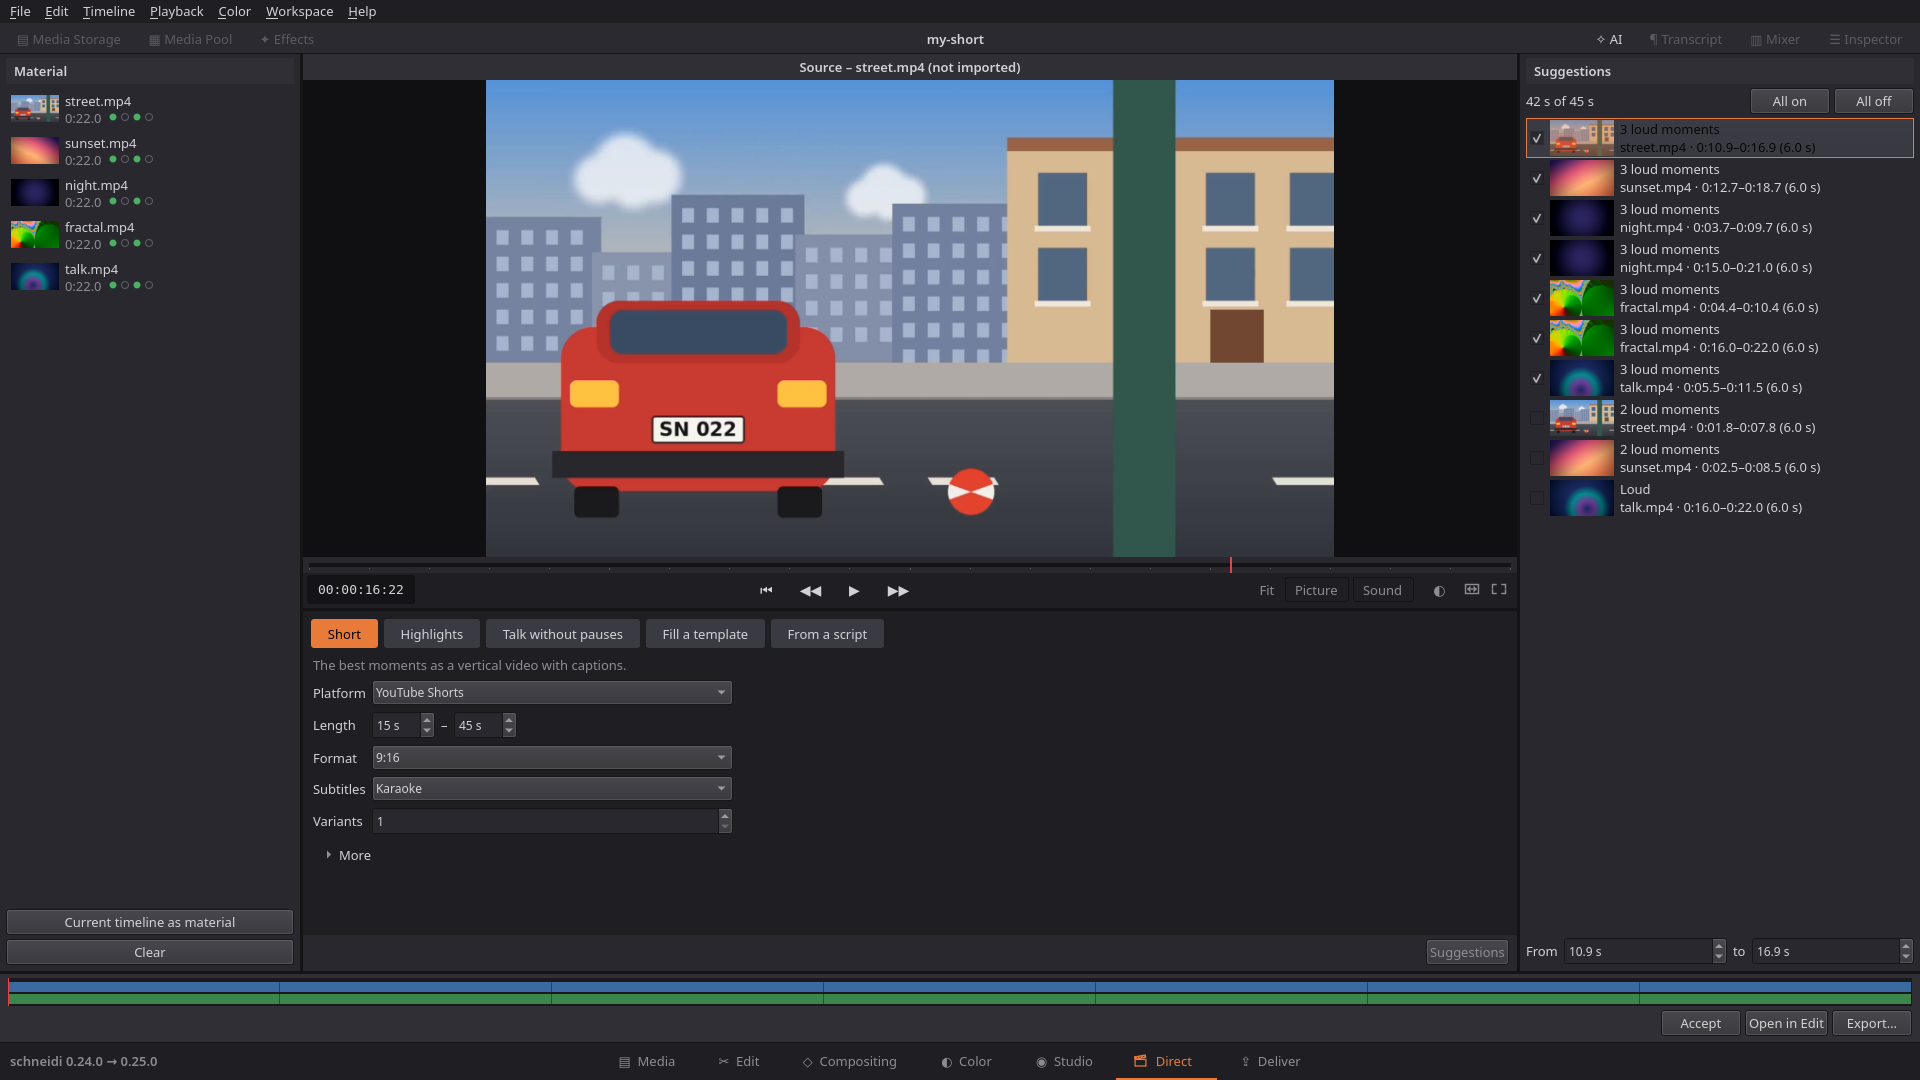 File Edit Timeline Playback Color Workspace Help
Media Storage Media Pool Effects my-short AI Transcript Mixer Inspector
Material
street.mp4
0:22.0
sunset.mp4
0:22.0
night.mp4
0:22.0
fractal.mp4
0:22.0
talk.mp4
0:22.0
Current timeline as material
Clear
Source – street.mp4 (not imported)
SN 022
00:00:16:22 Fit Picture Sound
Short Highlights Talk without pauses Fill a template From a script
The best moments as a vertical video with captions.
Platform YouTube Shorts
Length 15 s – 45 s
Format 9:16
Subtitles Karaoke
Variants 1
More
Suggestions
Suggestions
42 s of 45 s All on All off
3 loud moments
street.mp4 · 0:10.9–0:16.9 (6.0 s)
3 loud moments
sunset.mp4 · 0:12.7–0:18.7 (6.0 s)
3 loud moments
night.mp4 · 0:03.7–0:09.7 (6.0 s)
3 loud moments
night.mp4 · 0:15.0–0:21.0 (6.0 s)
3 loud moments
fractal.mp4 · 0:04.4–0:10.4 (6.0 s)
3 loud moments
fractal.mp4 · 0:16.0–0:22.0 (6.0 s)
3 loud moments
talk.mp4 · 0:05.5–0:11.5 (6.0 s)
2 loud moments
street.mp4 · 0:01.8–0:07.8 (6.0 s)
2 loud moments
sunset.mp4 · 0:02.5–0:08.5 (6.0 s)
Loud
talk.mp4 · 0:16.0–0:22.0 (6.0 s)
From 10.9 s to 16.9 s
Accept Open in Edit Export...
schneidi 0.24.0 → 0.25.0 Media Edit Compositing Color Studio Direct Deliver